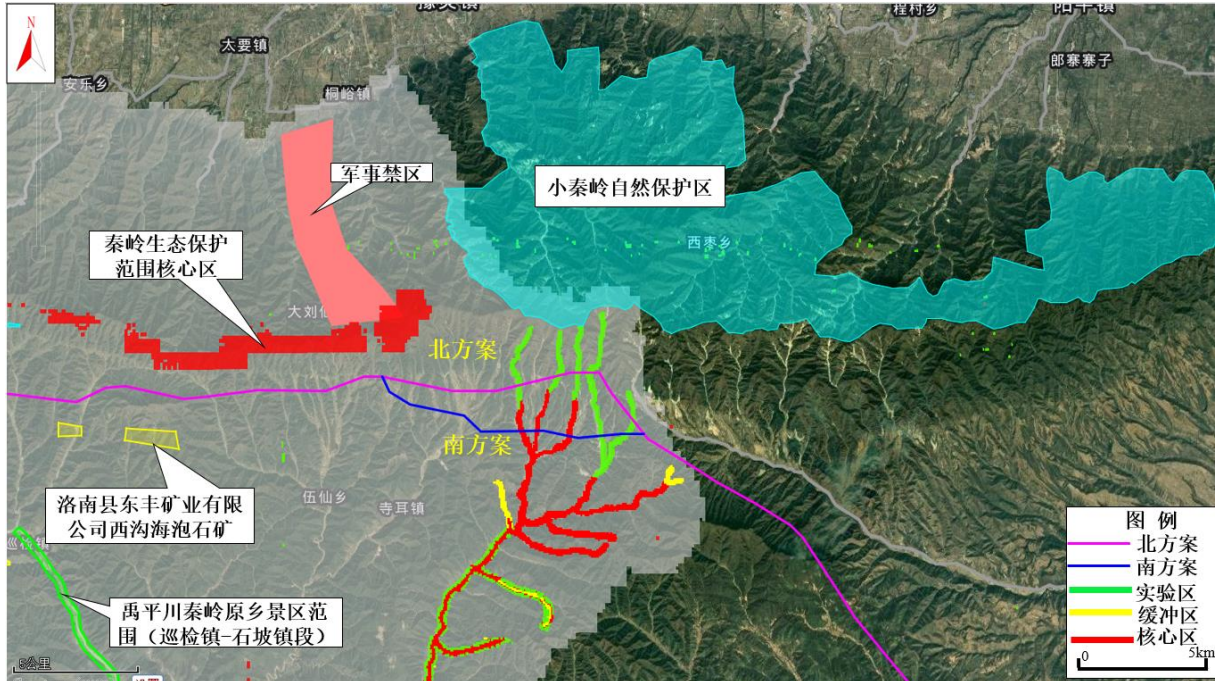 N
太要镇
程村乡
安乐乡
桐峪镇
郎寨寨子
军事禁区
小秦岭自然保护区
秦岭生态保护
范围核心区
西枣乡
大刘仙
北方案
南方案
洛南县东丰矿业有限
公司西沟海泡石矿
伍仙乡
寺耳镇
禹平川秦岭原乡景区范
围（巡检镇-石坡镇段）
5公里
图 例
北方案
南方案
实验区
缓冲区
核心区
0
5km